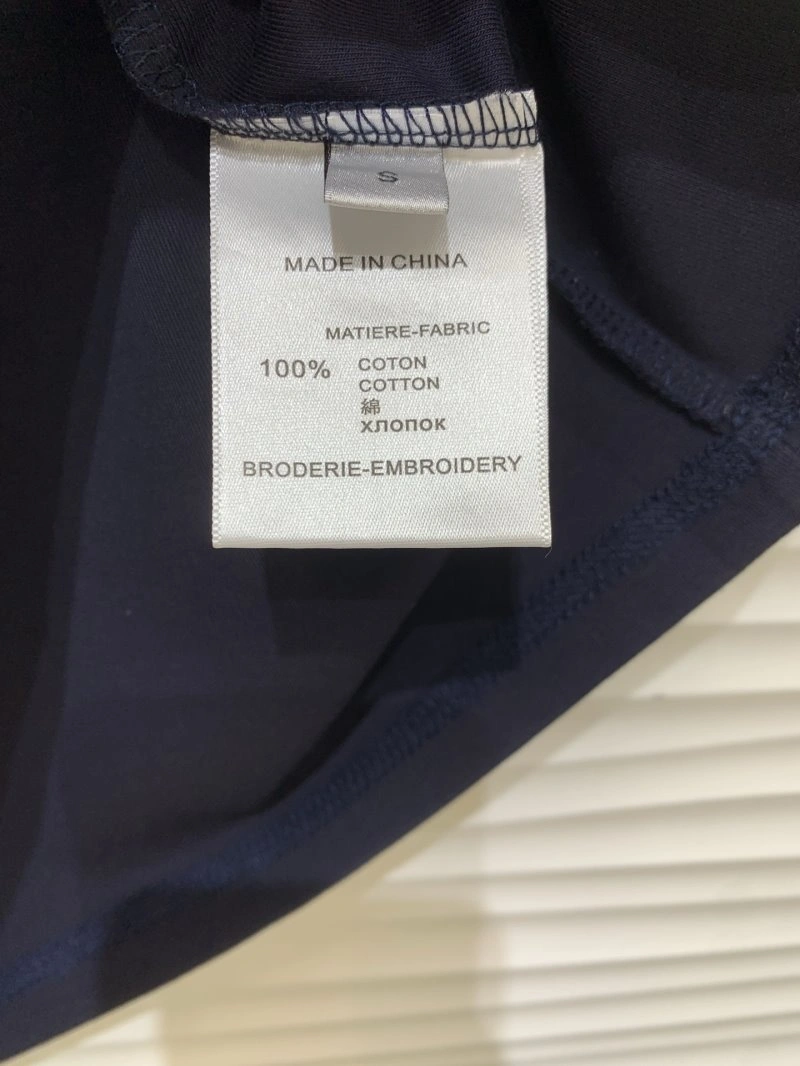 S
MADE IN CHINA
MATIERE-FABRIC
100% COTON
COTTON
綿
ХЛОПОК
BRODERIE-EMBROIDERY